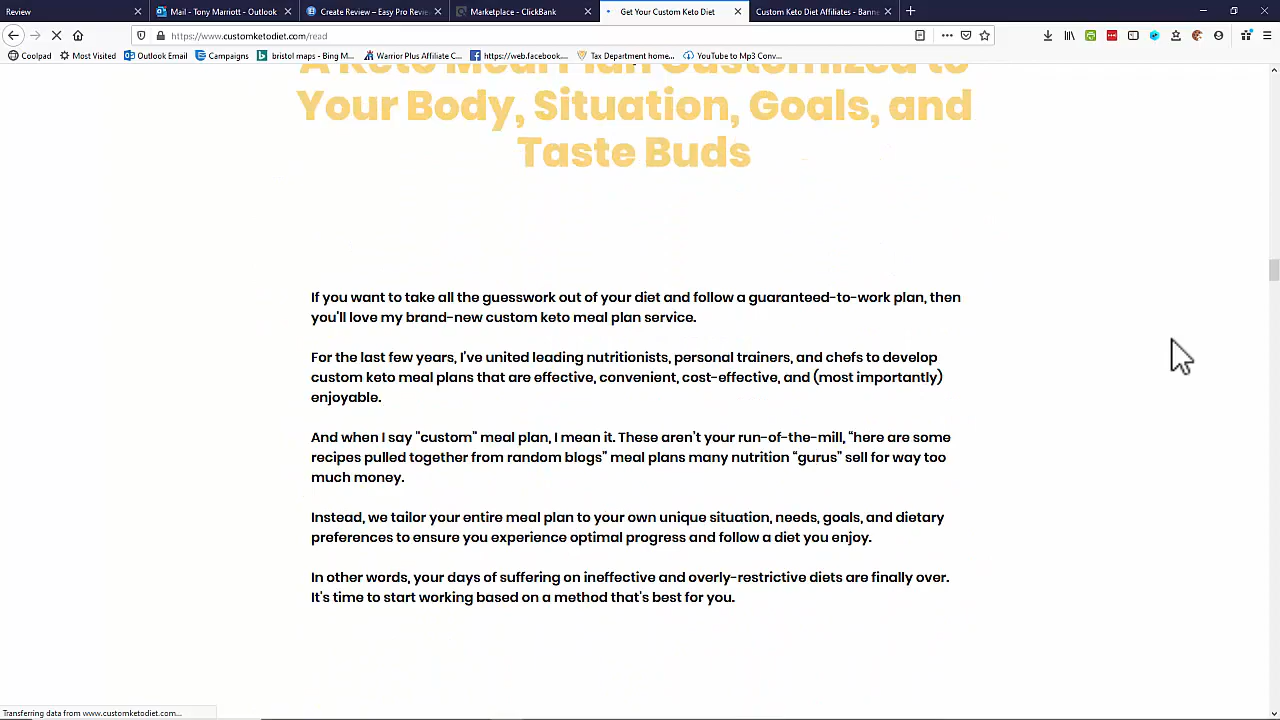 Review
Mail - Tony Marriott - Outlook
Create Review – Easy Pro Revie
Marketplace - ClickBank
Get Your Custom Keto Diet
Custom Keto Diet Affiliates - Banne
https://www.customketodiet.com/read
Coolpad
Most Visited
Outlook Email
Campaigns
bristol maps - Bing M...
Warrior Plus Affiliate C...
https://web.facebook....
Tax Department home...
YouTube to Mp3 Conv...
A Keto Meal Plan Customized to
Your Body, Situation, Goals, and
Taste Buds
If you want to take all the guesswork out of your diet and follow a guaranteed-to-work plan, then
you'll love my brand-new custom keto meal plan service.
For the last few years, I've united leading nutritionists, personal trainers, and chefs to develop
custom keto meal plans that are effective, convenient, cost-effective, and (most importantly)
enjoyable.
And when I say "custom" meal plan, I mean it. These aren't your run-of-the-mill, “here are some
recipes pulled together from random blogs” meal plans many nutrition “gurus” sell for way too
much money.
Instead, we tailor your entire meal plan to your own unique situation, needs, goals, and dietary
preferences to ensure you experience optimal progress and follow a diet you enjoy.
In other words, your days of suffering on ineffective and overly-restrictive diets are finally over.
It's time to start working based on a method that's best for you.
Transferring data from www.customketodiet.com...